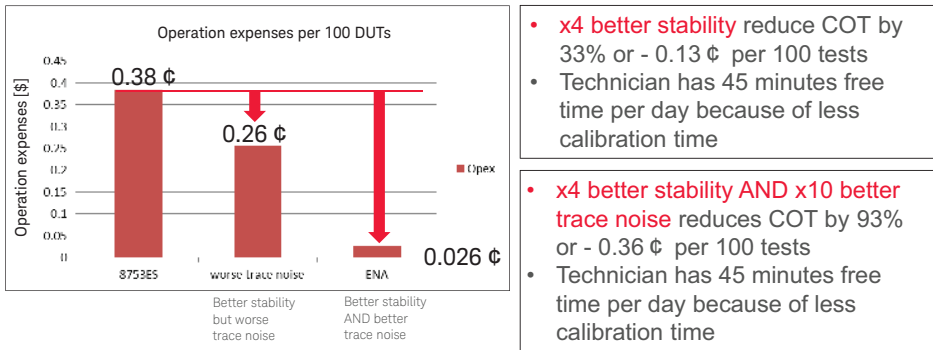 Operation expenses per 100 DUTs
Operation expenses [$]
0.45
0.4
0.35
0.3
0.25
0.2
0.15
0.1
0.05
0
0.38 ¢
0.26 ¢
0.026 ¢
Opex
8753ES
worse trace noise
ENA
Better stability
but worse
trace noise
Better stability
AND better
trace noise
• x4 better stability reduce COT by
33% or - 0.13 ¢ per 100 tests
• Technician has 45 minutes free
time per day because of less
calibration time
• x4 better stability AND x10 better
trace noise reduces COT by 93%
or - 0.36 ¢ per 100 tests
• Technician has 45 minutes free
time per day because of less
calibration time